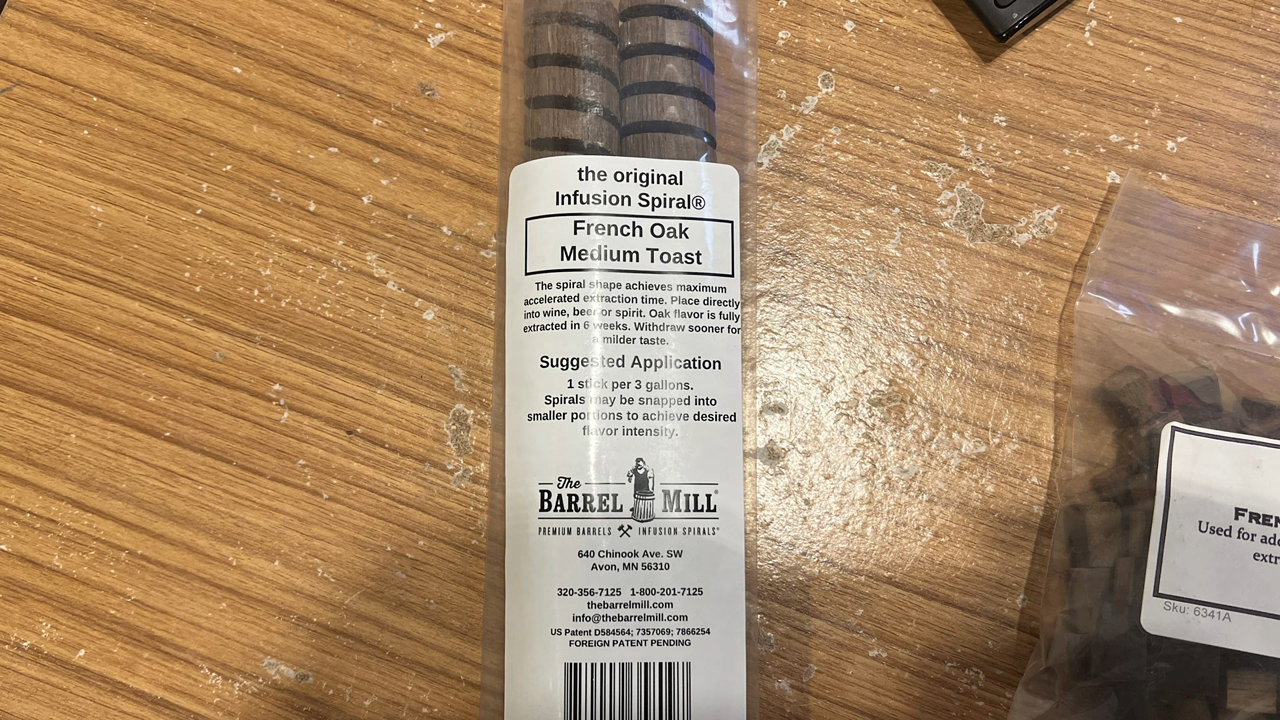 the original
Infusion Spiral®
French Oak
Medium Toast
The spiral shape achieves maximum
accelerated extraction time. Place directly
into wine, beer or spirit. Oak flavor is fully
extracted in 6 weeks. Withdraw sooner for
a milder taste.
Suggested Application
1 stick per 3 gallons.
Spirals may be snapped into
smaller portions to achieve desired
flavor intensity.
The
BARREL MILL®
PREMIUM BARRELS INFUSION SPIRALS®
640 Chinook Ave. SW
Avon, MN 56310
320-356-7125 1-800-201-7125
thebarrelmill.com
info@thebarrelmill.com
US Patent D584564; 7357069; 7866254
FOREIGN PATENT PENDING
Used for
Sku: 6341A